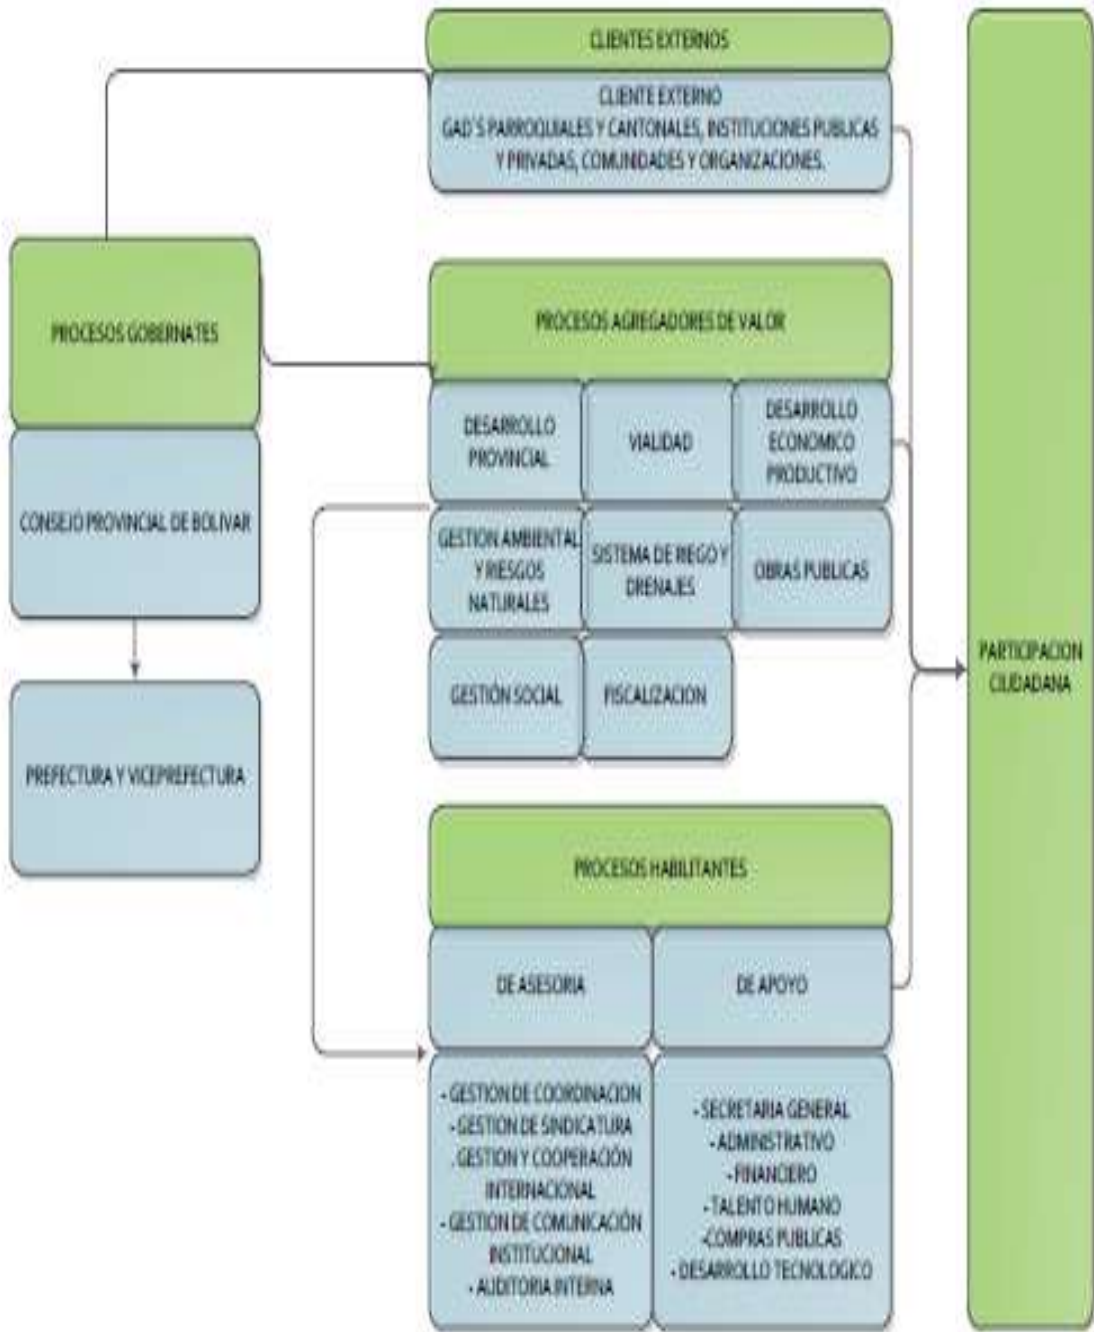 CLIENTES EXTERNOS
CLIENTE EXTERNO
GAD´S PARROQUIALES Y CANTONALES, INSTITUCIONES PUBLICAS
Y PRIVADAS, COMUNIDADES Y ORGANIZACIONES.
PROCESOS GOBERNATES
CONSEJO PROVINCIAL DE BOLIVAR
PREFECTURA Y VICEPREFECTURA
PROCESOS AGREGADORES DE VALOR
DESARROLLO
PROVINCIAL
VIALIDAD
DESARROLLO
ECONOMICO
PRODUCTIVO
GESTION AMBIENTAL
Y RIESGOS
NATURALES
SISTEMA DE RIEGO Y
DRENAJES
OBRAS PUBLICAS
GESTIÓN SOCIAL
FISCALIZACION
PROCESOS HABILITANTES
DE ASESORIA
DE APOYO
- GESTION DE COORDINACION
- GESTION DE SINDICATURA
. GESTION Y COOPERACIÓN
INTERNACIONAL
- GESTION DE COMUNICACIÓN
INSTITUCIONAL
- AUDITORIA INTERNA
- SECRETARIA GENERAL
- ADMINISTRATIVO
- FINANCIERO
- TALENTO HUMANO
-COMPRAS PUBLICAS
- DESARROLLO TECNOLOGICO
PARTICIPACION
CIUDADANA